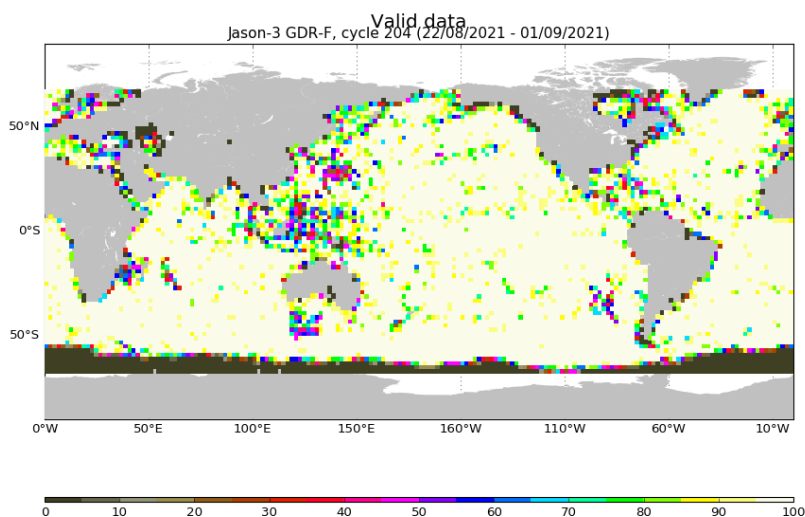 Valid data
Jason-3 GDR-F, cycle 204 (22/08/2021 - 01/09/2021)
50°N
0°S
50°S
0°W 50°E 100°E 150°E 160°W 110°W 60°W 10°W
0 10 20 30 40 50 60 70 80 90 100